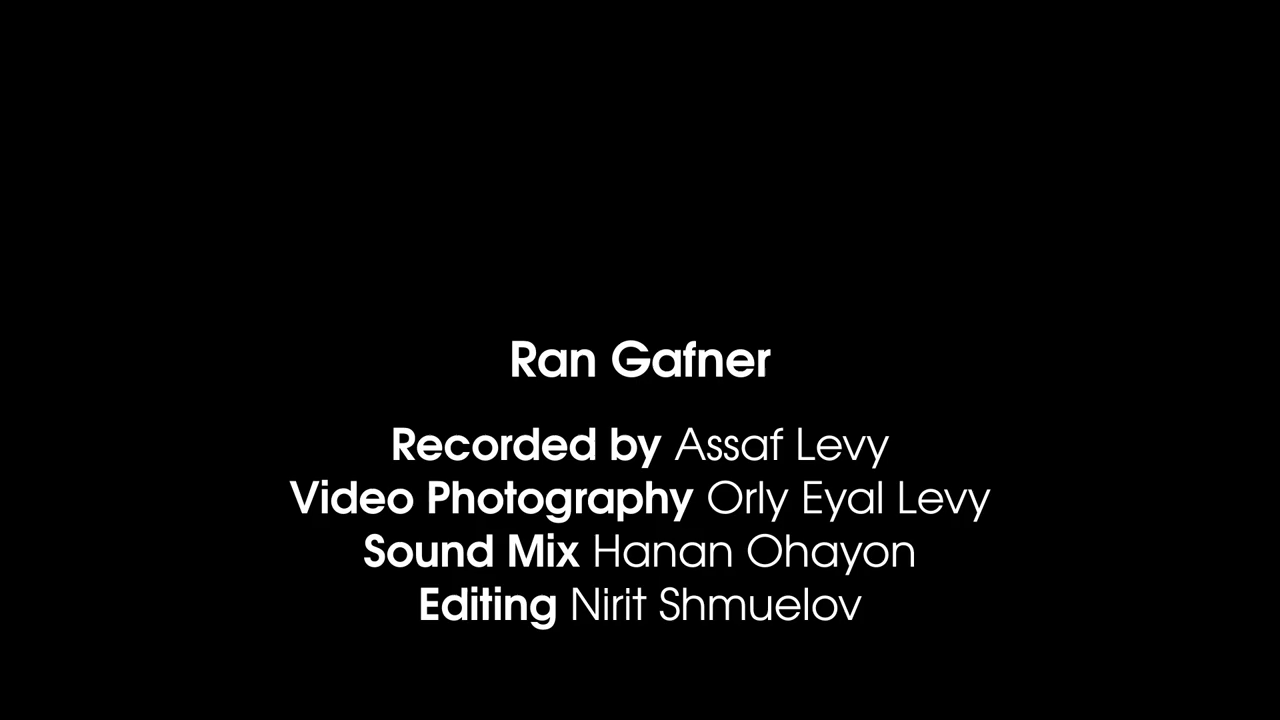 Ran Gafner
Recorded by Assaf Levy
Video Photography Orly Eyal Levy
Sound Mix Hanan Ohayon
Editing Nirit Shmuelov